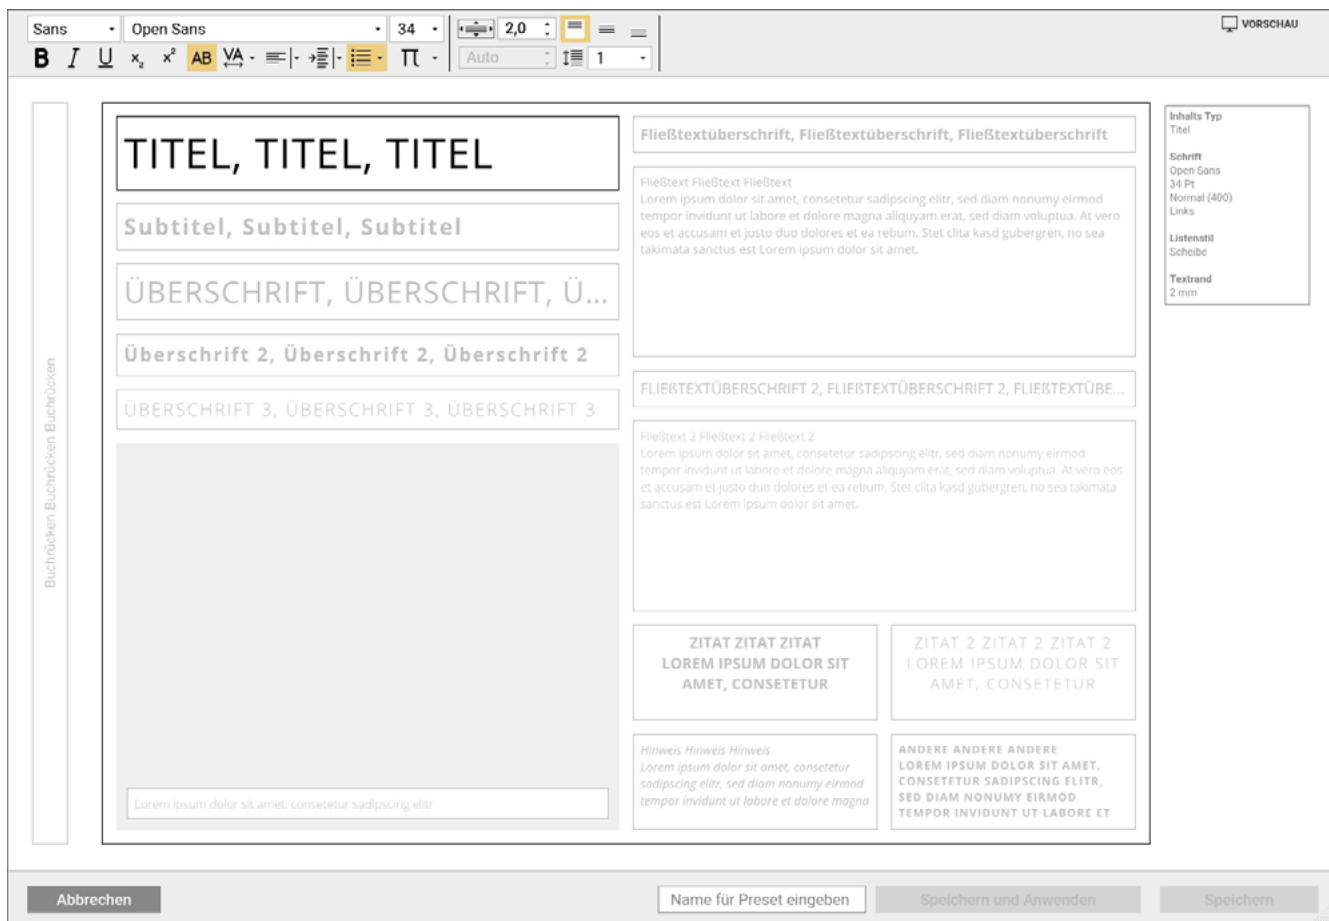 Sans Open Sans 34 2,0 VORSCHAU
B I U x₂ x² AB VA π Auto 1
Buchrücken Buchrücken Buchrücken
TITEL, TITEL, TITEL
Subtitel, Subtitel, Subtitel
ÜBERSCHRIFT, ÜBERSCHRIFT, Ü...
Überschrift 2, Überschrift 2, Überschrift 2
ÜBERSCHRIFT 3, ÜBERSCHRIFT 3, ÜBERSCHRIFT 3
Lorem ipsum dolor sit amet, consetetur sadipscing elitr
Fließtextüberschrift, Fließtextüberschrift, Fließtextüberschrift
Fließtext Fließtext Fließtext
Lorem ipsum dolor sit amet, consetetur sadipscing elitr, sed diam nonumy eirmod
tempor invidunt ut labore et dolore magna aliquyam erat, sed diam voluptua. At vero
eos et accusam et justo duo dolores et ea rebum. Stet clita kasd gubergren, no sea
takimata sanctus est Lorem ipsum dolor sit amet.
FLIEßTEXTÜBERSCHRIFT 2, FLIEßTEXTÜBERSCHRIFT 2, FLIEßTEXTÜBE...
Fließtext 2 Fließtext 2 Fließtext 2
Lorem ipsum dolor sit amet, consetetur sadipscing elitr, sed diam nonumy eirmod
tempor invidunt ut labore et dolore magna aliquyam erat, sed diam voluptua. At vero eos
et accusam et justo duo dolores et ea rebum. Stet clita kasd gubergren, no sea takimata
sanctus est Lorem ipsum dolor sit amet.
ZITAT ZITAT ZITAT
LOREM IPSUM DOLOR SIT
AMET, CONSETETUR
ZITAT 2 ZITAT 2 ZITAT 2
LOREM IPSUM DOLOR SIT
AMET, CONSETETUR
Hinweis Hinweis Hinweis
Lorem ipsum dolor sit amet, consetetur
sadipscing elitr, sed diam nonumy eirmod
tempor invidunt ut labore et dolore magna
ANDERE ANDERE ANDERE
LOREM IPSUM DOLOR SIT AMET,
CONSETETUR SADIPSCING ELITR,
SED DIAM NONUMY EIRMOD
TEMPOR INVIDUNT UT LABORE ET
Inhalts Typ
Titel
Schrift
Open Sans
34 Pt
Normal (400)
Links
Listenstil
Scheibe
Textrand
2 mm
Abbrechen
Name für Preset eingeben
Speichern und Anwenden
Speichern